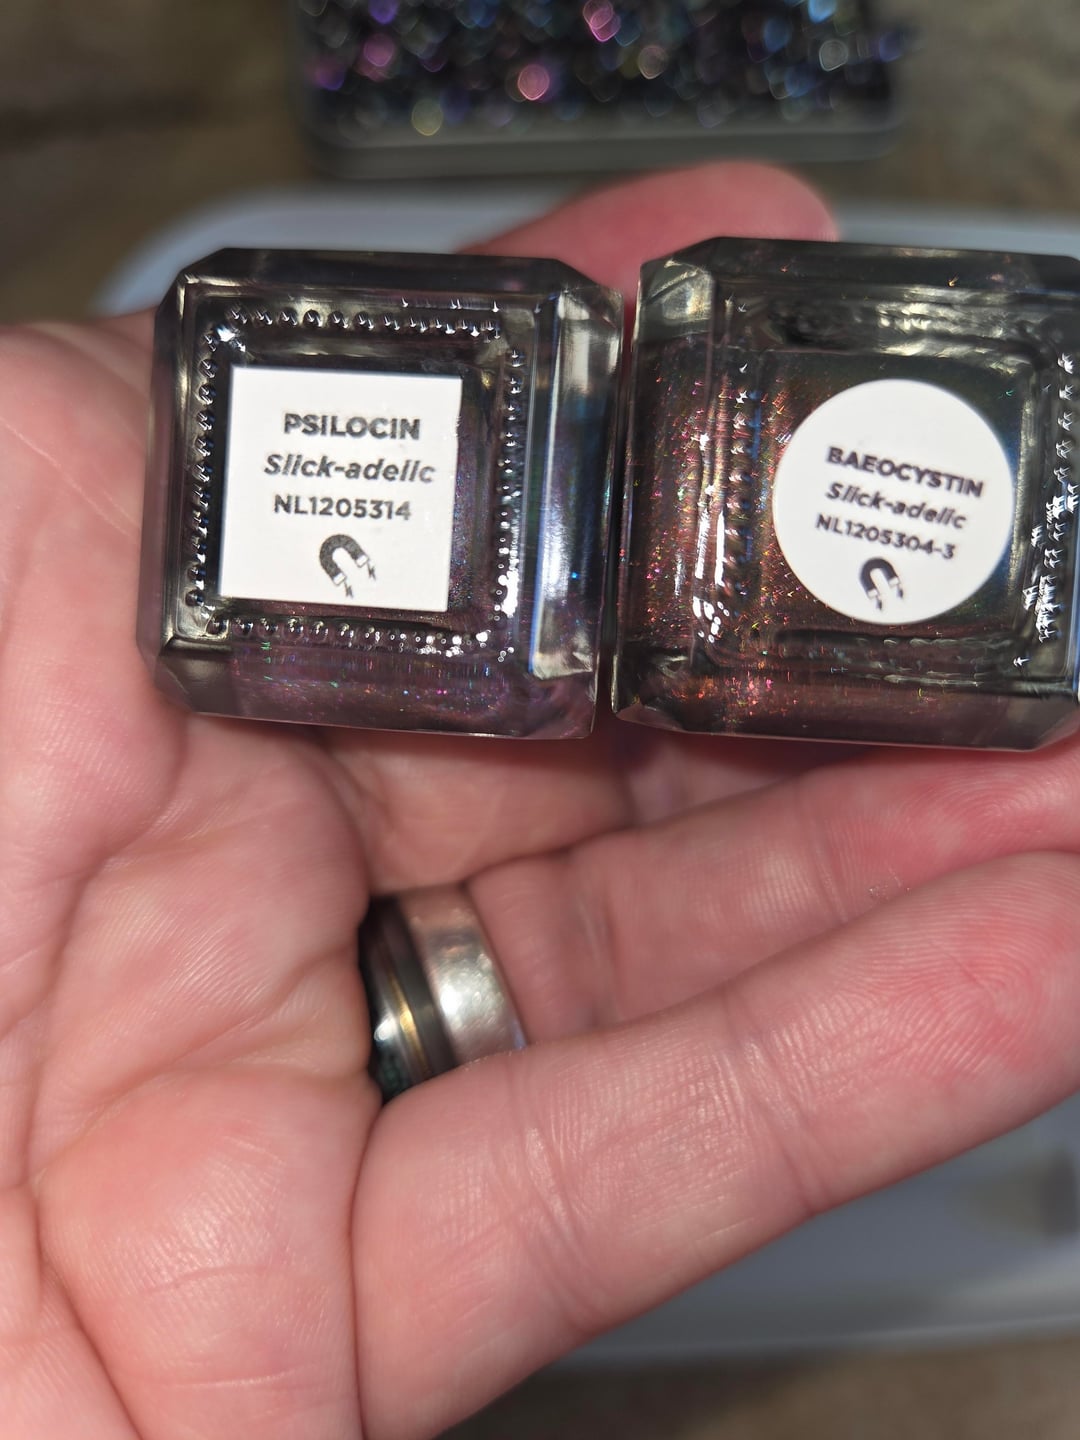 PSILOCIN
Slick-adelic
NL1205314
BAEOCYSTIN
Slick-adelic
NL1205304-3